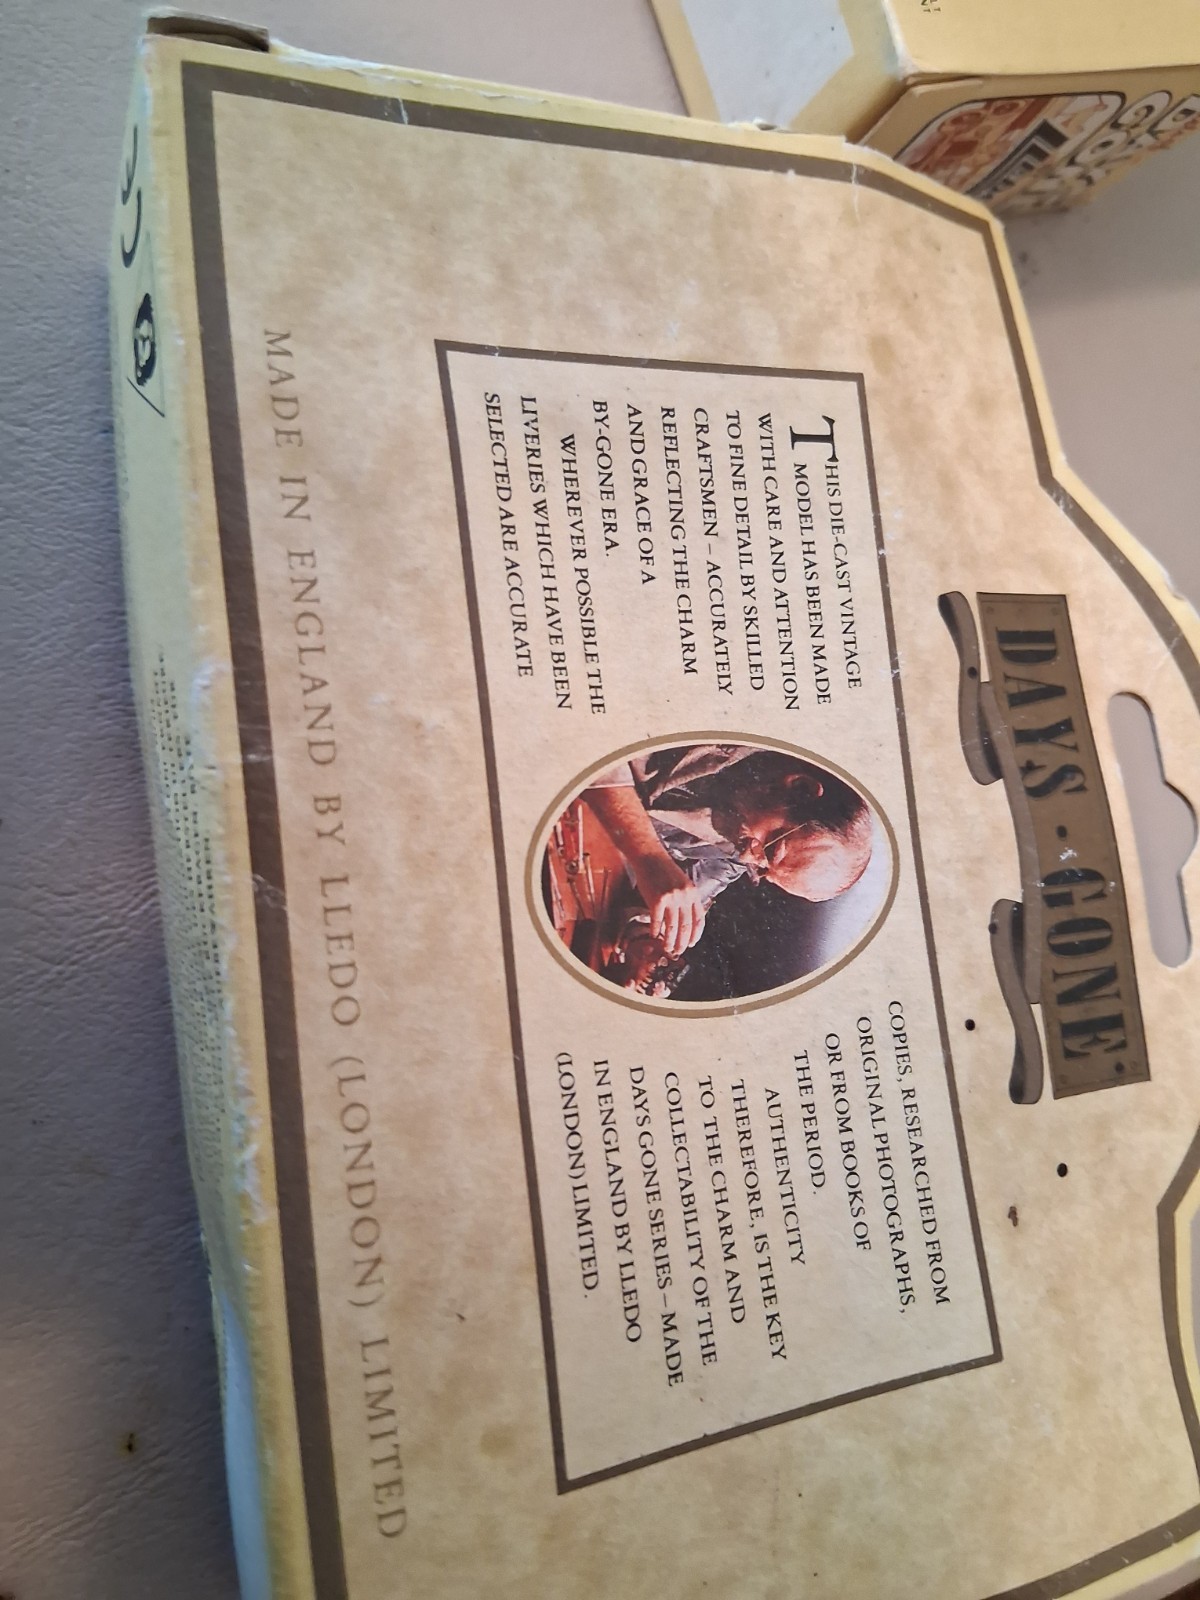 DAYS · GONE
THIS DIE-CAST VINTAGE
MODEL HAS BEEN MADE
WITH CARE AND ATTENTION
TO FINE DETAIL BY SKILLED
CRAFTSMEN – ACCURATELY
REFLECTING THE CHARM
AND GRACE OF A
BY-GONE ERA.
WHEREVER POSSIBLE THE
LIVERIES WHICH HAVE BEEN
SELECTED ARE ACCURATE
COPIES, RESEARCHED FROM
ORIGINAL PHOTOGRAPHS,
OR FROM BOOKS OF
THE PERIOD.
AUTHENTICITY
THEREFORE, IS THE KEY
TO THE CHARM AND
COLLECTABILITY OF THE
DAYS GONE SERIES – MADE
IN ENGLAND BY LLEDO
(LONDON) LIMITED.
MADE IN ENGLAND BY LLEDO (LONDON) LIMITED